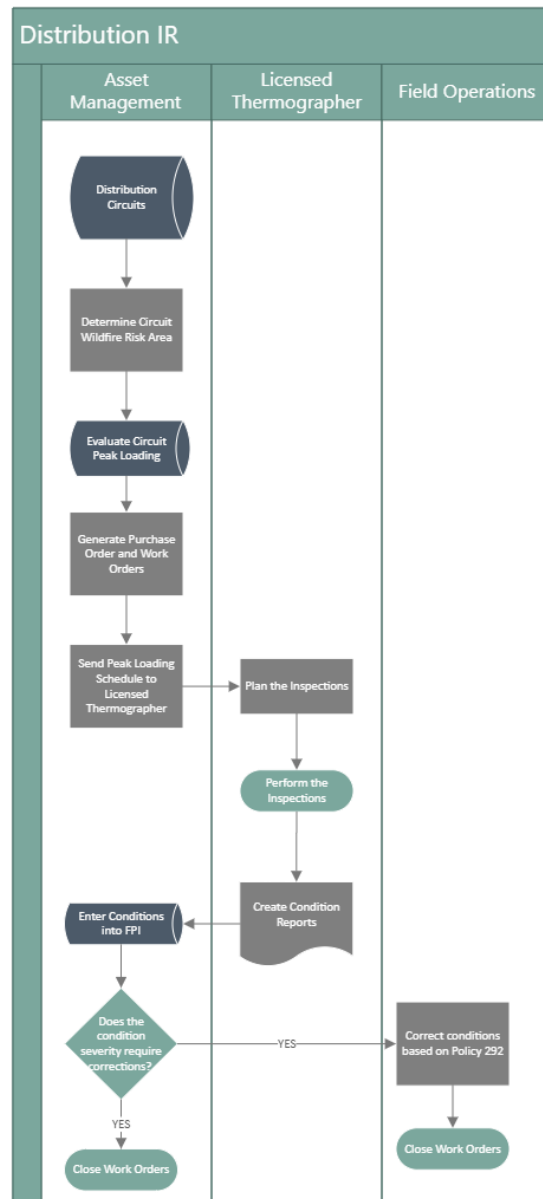 Distribution IR
Asset
Management
Licensed
Thermographer
Field Operations
Distribution
Circuits
Determine Circuit
Wildfire Risk Area
Evaluate Circuit
Peak Loading
Generate Purchase
Order and Work
Orders
Send Peak Loading
Schedule to
Licensed
Thermographer
Plan the Inspections
Perform the
Inspections
Create Condition
Reports
Enter Conditions
into FPI
Does the
condition
severity require
corrections?
YES
Correct conditions
based on Policy 292
YES
Close Work Orders
Close Work Orders